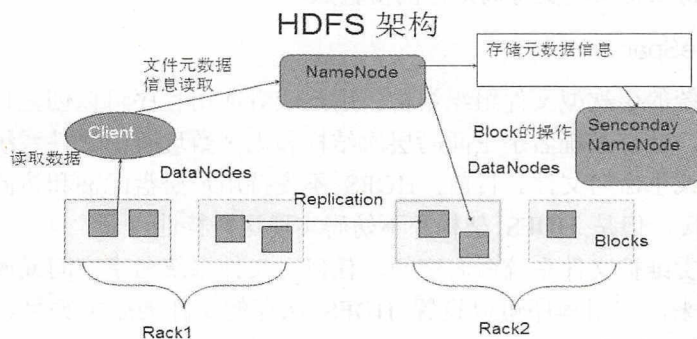 HDFS 架构
文件元数据
信息读取
NameNode
存储元数据信息
Client
读取数据
Block的操作
Senconday
NameNode
DataNodes
DataNodes
Replication
Blocks
Rack1
Rack2